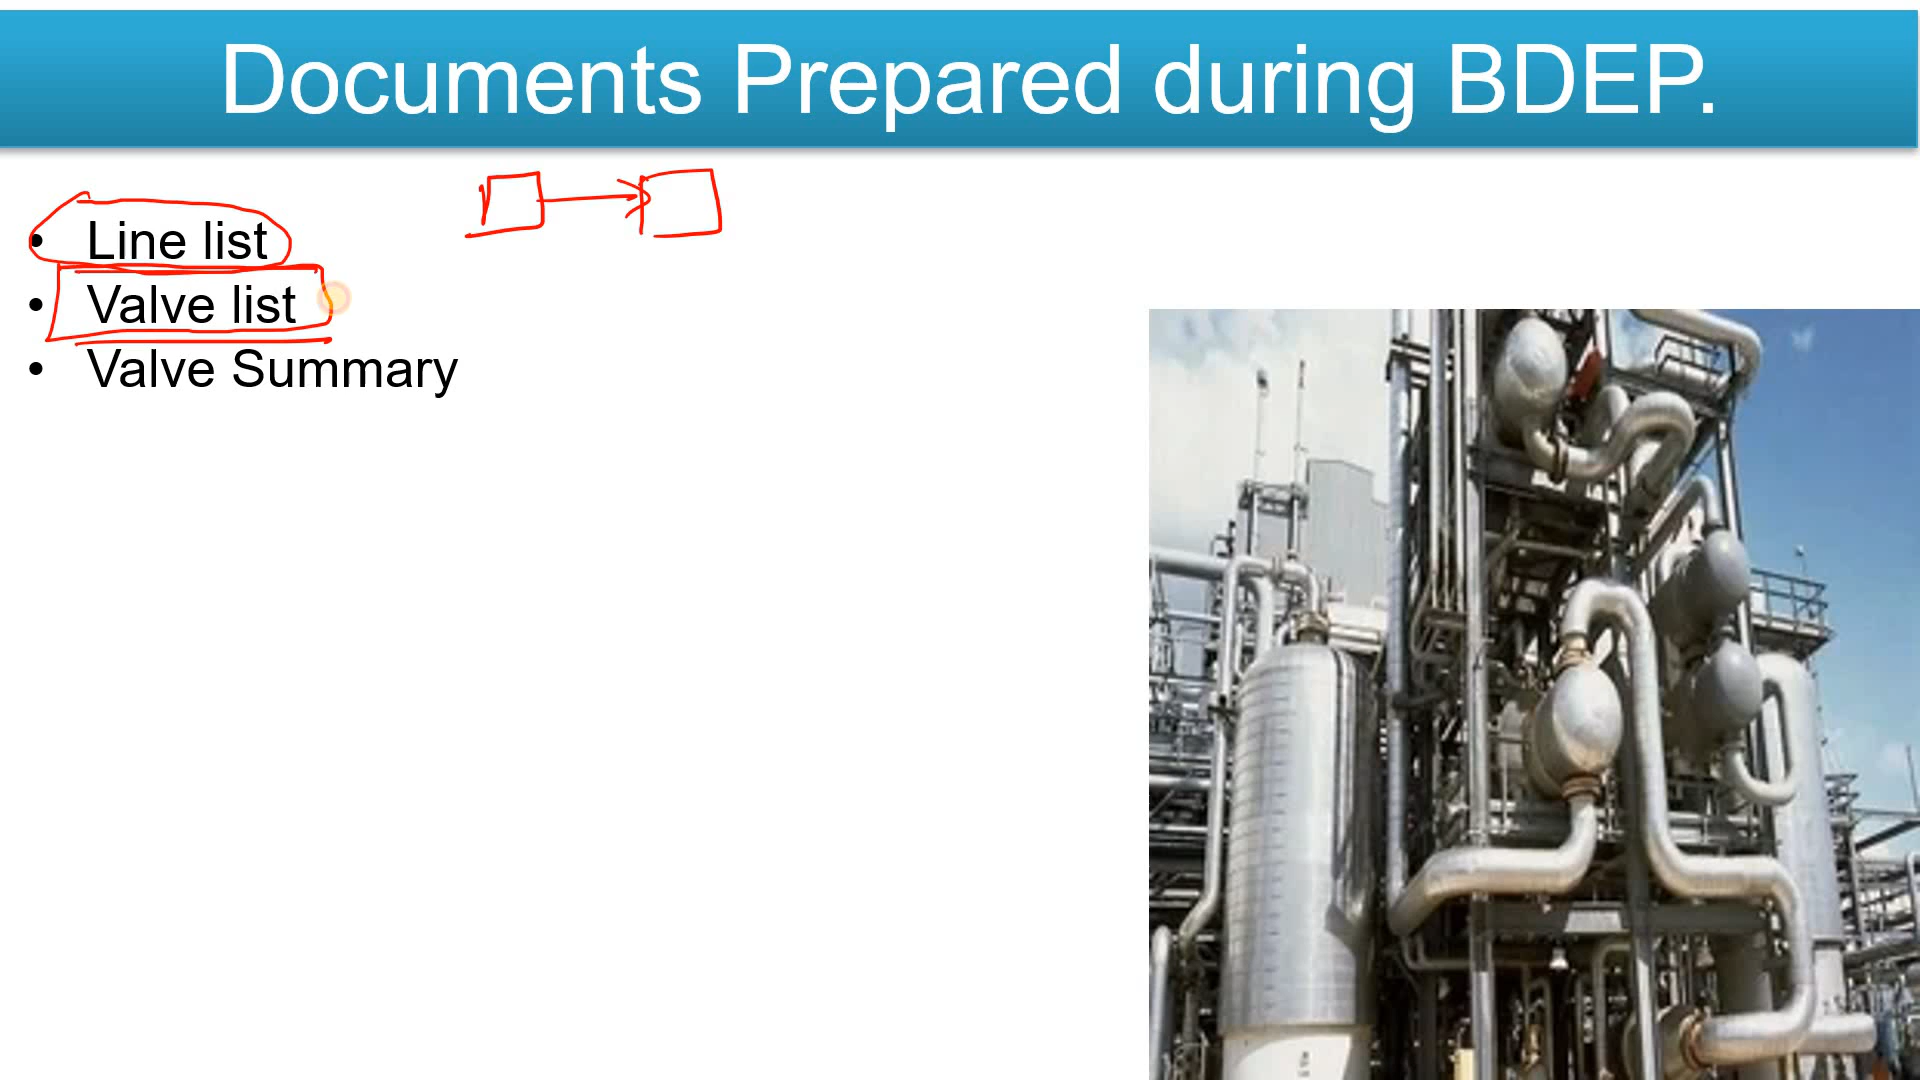 Documents Prepared during BDEP.
• Line list
• Valve list
• Valve Summary